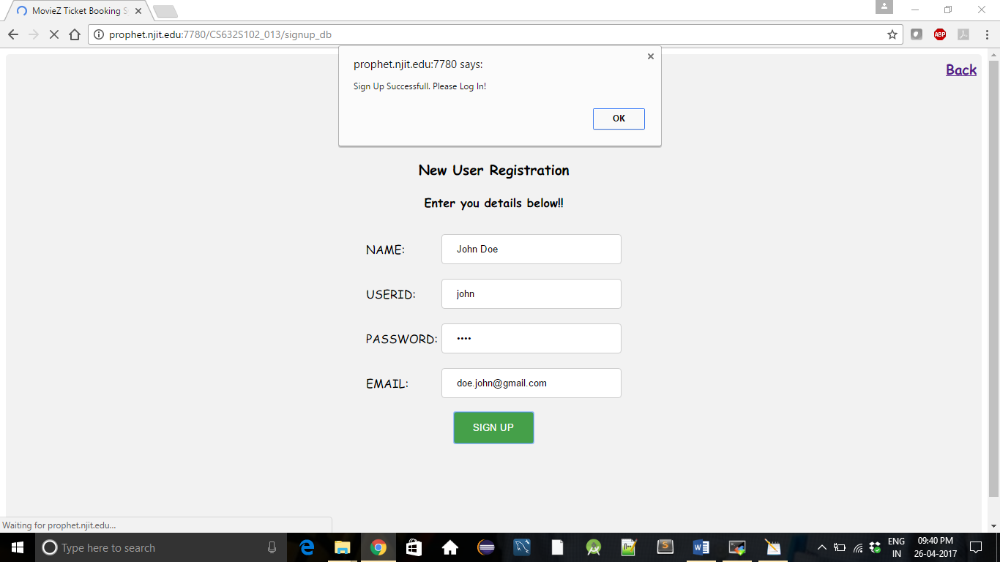 MovieZ Ticket Booking S
prophet.njit.edu:7780/CS632S102_013/signup_db
ABP
prophet.njit.edu:7780 says:
Sign Up Successfull. Please Log In!
OK
Back
New User Registration
Enter you details below!!
NAME: John Doe
USERID: john
PASSWORD: ••••
EMAIL: doe.john@gmail.com
SIGN UP
Waiting for prophet.njit.edu...
Type here to search
ENG
IN
09:40 PM
26-04-2017